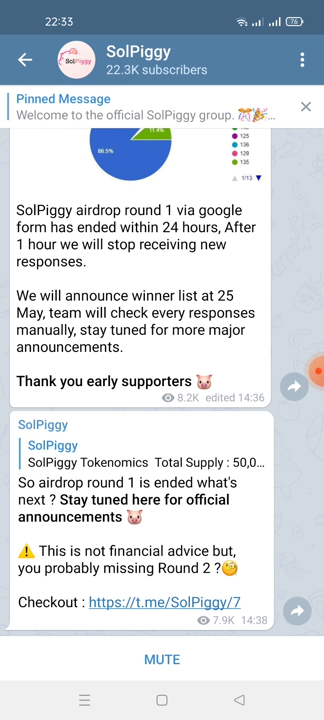 22:33
76
SolPiggy
SolPiggy
22.3K subscribers
Pinned Message
Welcome to the official SolPiggy group. 🎊🎉...
11.4%
86.5%
125
136
129
135
1/13
SolPiggy airdrop round 1 via google
form has ended within 24 hours, After
1 hour we will stop receiving new
responses.
We will announce winner list at 25
May, team will check every responses
manually, stay tuned for more major
announcements.
Thank you early supporters 🐷
8.2K edited 14:36
SolPiggy
SolPiggy
SolPiggy Tokenomics Total Supply : 50,0...
So airdrop round 1 is ended what's
next ? Stay tuned here for official
announcements 🐷
⚠️ This is not financial advice but,
you probably missing Round 2 ?🧐
Checkout : https://t.me/SolPiggy/7
7.9K 14:38
MUTE